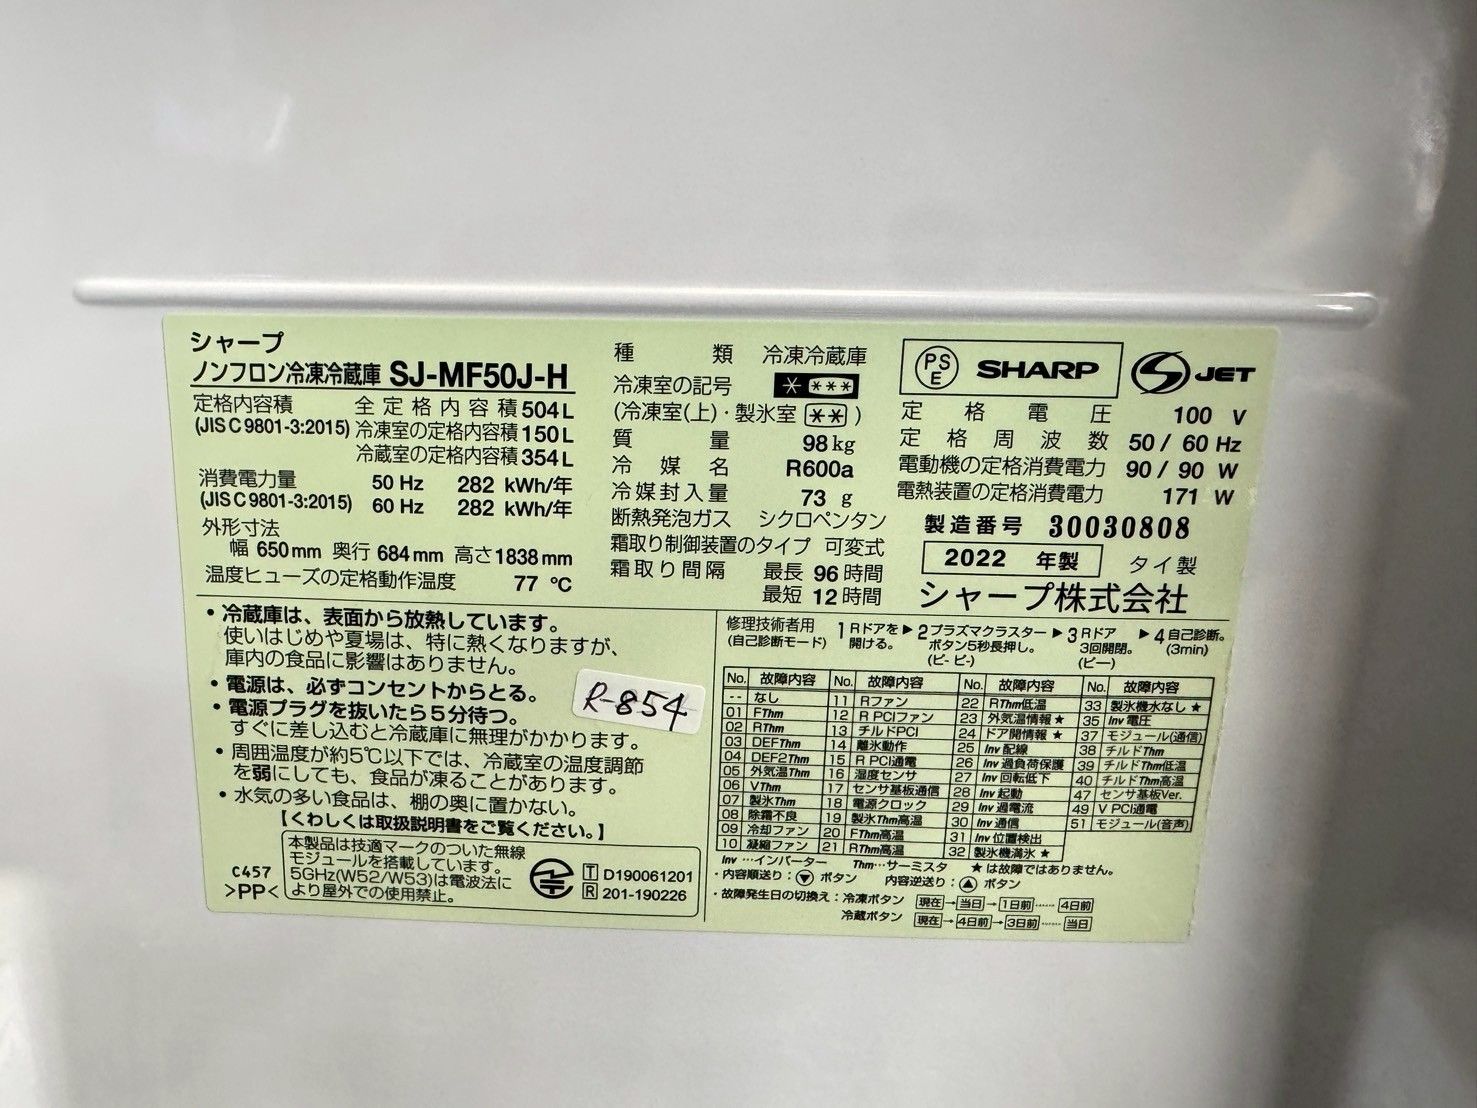 シャープ
ノンフロン冷凍冷蔵庫 SJ-MF50J-H
定格内容積 全定格内容積 504 L
(JIS C 9801-3:2015) 冷凍室の定格内容積 150 L
冷蔵室の定格内容積 354 L
消費電力量 50 Hz 282 kWh/年
(JIS C 9801-3:2015) 60 Hz 282 kWh/年
外形寸法
幅 650 mm 奥行 684 mm 高さ 1838 mm
温度ヒューズの定格動作温度 77 ℃
種類 冷凍冷蔵庫
冷凍室の記号
(冷凍室(上)・製氷室 ** )
質量 98 kg
冷媒名 R600a
冷媒封入量 73 g
断熱発泡ガス シクロペンタン
霜取り制御装置のタイプ 可変式
霜取り間隔 最長 96 時間
最短 12 時間
PSE SHARP JET
定格電圧 100 V
定格周波数 50 / 60 Hz
電動機の定格消費電力 90 / 90 W
電熱装置の定格消費電力 171 W
製造番号 30030808
2022 年製 タイ製
シャープ株式会社
・冷蔵庫は、表面から放熱しています。
使いはじめや夏場は、特に熱くなりますが、
庫内の食品に影響はありません。
・電源は、必ずコンセントからとる。
・電源プラグを抜いたら5分待つ。
すぐに差し込むと冷蔵庫に無理がかかります。
・周囲温度が約5℃以下では、冷蔵室の温度調節
を弱にしても、食品が凍ることがあります。
・水気の多い食品は、棚の奥に置かない。
【くわしくは取扱説明書をご覧ください。】
R-854
C457
>PP<
本製品は技適マークのついた無線
モジュールを搭載しています。
5GHz(W52/W53)は電波法に
より屋外での使用禁止。
T D190061201
R 201-190226
修理技術者用
(自己診断モード)
1 Rドアを開ける。 ▶ 2 プラズマクラスターボタン5秒長押し。(ピーピー) ▶ 3 Rドア3回開閉。(ピー) ▶ 4 自己診断。(3min)
No. 故障内容 No. 故障内容 No. 故障内容 No. 故障内容
-- なし 11 Rファン 22 RThm低温 33 製氷機水なし★
01 FThm 12 R PCIファン 23 外気温情報★ 35 Inv 電圧
02 RThm 13 チルドPCI 24 ドア開情報★ 37 モジュール(通信)
03 DEFThm 14 離氷動作 25 Inv 配線 38 チルドThm
04 DEF2Thm 15 R PCI通電 26 Inv 過負荷保護 39 チルドThm低温
05 外気温Thm 16 湿度センサ 27 Inv 回転低下 40 チルドThm高温
06 VThm 17 センサ基板通信 28 Inv 起動 47 センサ基板Ver.
07 製氷Thm 18 電源クロック 29 Inv 過電流 49 V PCI通電
08 除霜不良 19 製氷Thm高温 30 Inv 通信 51 モジュール(音声)
09 冷却ファン 20 FThm高温 31 Inv 位置検出
10 凝縮ファン 21 RThm高温 32 製氷機満氷★
Inv …インバーター Thm…サーミスタ ★は故障ではありません。
・内容順送り：▼ ボタン 内容逆送り：▲ ボタン
・故障発生日の切換え：冷凍ボタン 現在→当日→1日前……4日前
冷蔵ボタン 現在→4日前→3日前……当日